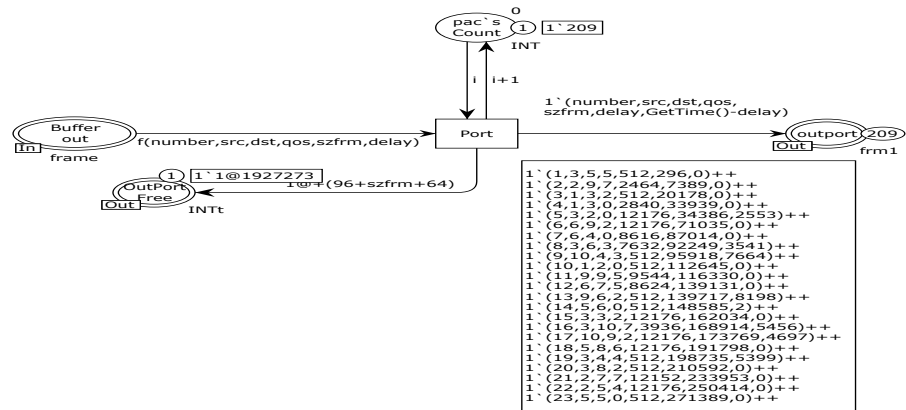 0
pac`s
Count
1
1`209
INT
i
i+1
1`(number,src,dst,qos,
szfrm,delay,GetTime()-delay)
Buffer
out
In
frame
f(number,src,dst,qos,szfrm,delay)
Port
outport
209
Out
frm1
1
1`1@1927273
OutPort
Free
1@+(96+szfrm+64)
Out
INTt
1`(1,3,5,5,512,296,0)++
1`(2,2,9,7,2464,7389,0)++
1`(3,1,3,2,512,20178,0)++
1`(4,1,3,0,2840,33939,0)++
1`(5,3,2,0,12176,34386,2553)++
1`(6,6,9,2,12176,71035,0)++
1`(7,6,4,0,8616,87014,0)++
1`(8,3,6,3,7632,92249,3541)++
1`(9,10,4,3,512,95918,7664)++
1`(10,1,2,0,512,112645,0)++
1`(11,9,9,5,9544,116330,0)++
1`(12,6,7,5,8624,139131,0)++
1`(13,9,6,2,512,139717,8198)++
1`(14,5,6,0,512,148585,2)++
1`(15,3,3,2,12176,162034,0)++
1`(16,3,10,7,3936,168914,5456)++
1`(17,10,9,2,12176,173769,4697)++
1`(18,5,8,6,12176,191798,0)++
1`(19,3,4,4,512,198735,5399)++
1`(20,3,8,2,512,210592,0)++
1`(21,2,7,7,12152,233953,0)++
1`(22,2,5,4,12176,250414,0)++
1`(23,5,5,0,512,271389,0)++